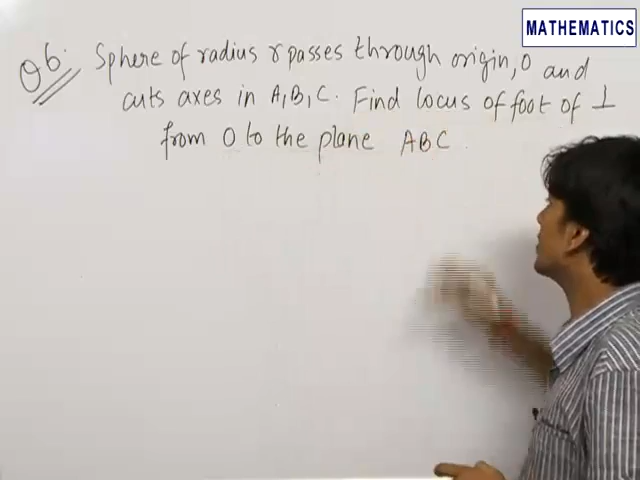 MATHEMATICS
Q6. Sphere of radius r passes through origin, O and
cuts axes in A, B, C. Find locus of foot of ⊥
from O to the plane ABC.